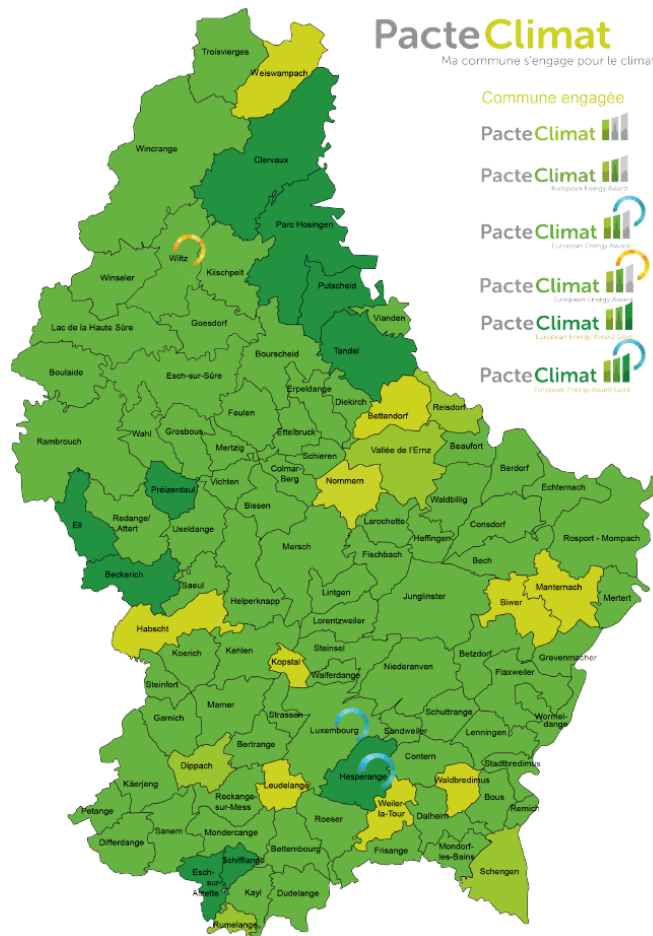 PacteClimat
Ma commune s'engage pour le climat
Commune engagée
PacteClimat
PacteClimat
European Energy Award
PacteClimat
European Energy Award
PacteClimat
European Energy Award
PacteClimat
European Energy Award Gold
PacteClimat
European Energy Award Gold
Troisvierges
Weiswampach
Wincrange
Clervaux
Parc Hosingen
Wiltz
Kiischpelt
Winseler
Putscheid
Goesdorf
Vianden
Lac de la Haute Sûre
Bourscheid
Tandel
Boulaide
Esch-sur-Sûre
Erpeldange
Diekirch
Bettendorf
Reisdorf
Feulen
Wahl
Grosbous
Ettelbruck
Rambrouch
Mertzig
Schieren
Vallée de l'Ernz
Beaufort
Colmar-
Berg
Berdorf
Vichten
Nommern
Echternach
Préizerdaul
Waldbillig
Bissen
Larochette
Consdorf
Ell
Redange/
Attert
Useldange
Heffingen
Rosport - Mompach
Mersch
Fischbach
Bech
Beckerich
Saeul
Manternach
Lintgen
Junglinster
Helperknapp
Biwer
Mertert
Lorentzweiler
Habscht
Steinsel
Kehlen
Koerich
Betzdorf
Grevenmacher
Kopstal
Niederanven
Walferdange
Flaxweiler
Steinfort
Mamer
Schuttrange
Garnich
Strassen
Wormel-
dange
Luxembourg
Sandweiler
Lenningen
Bertrange
Contern
Stadtbredimus
Dippach
Hesperange
Käerjeng
Leudelange
Waldbredimus
Reckange-
sur-Mess
Weiler-
la-Tour
Bous
Petange
Roeser
Dalheim
Remich
Sanem
Mondercange
Differdange
Bettembourg
Frisange
Mondorf
-les-Bains
Schifflange
Esch-
sur-
Alzette
Schengen
Kayl
Dudelange
Rumelange